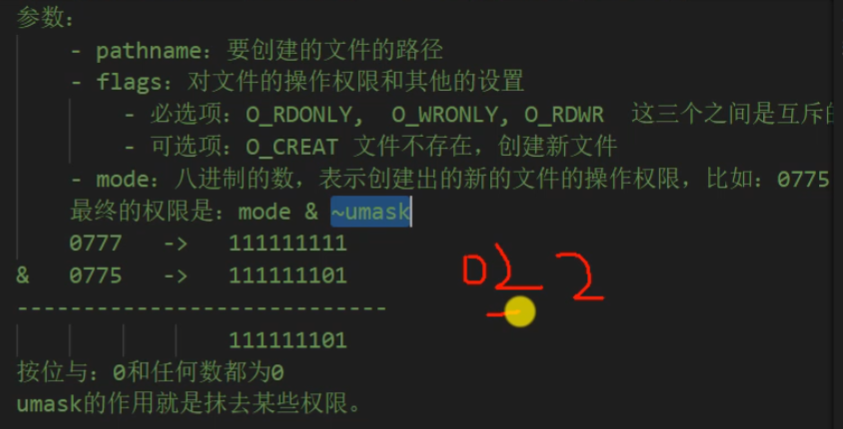 参数：
- pathname：要创建的文件的路径
- flags：对文件的操作权限和其他的设置
- 必选项：O_RDONLY, O_WRONLY, O_RDWR 这三个之间是互斥的
- 可选项：O_CREAT 文件不存在，创建新文件
- mode：八进制的数，表示创建出的新的文件的操作权限，比如：0775
最终的权限是：mode & ~umask
0777 -> 111111111
& 0775 -> 111111101
022
----------------------------
111111101
按位与：0和任何数都为0
umask的作用就是抹去某些权限。